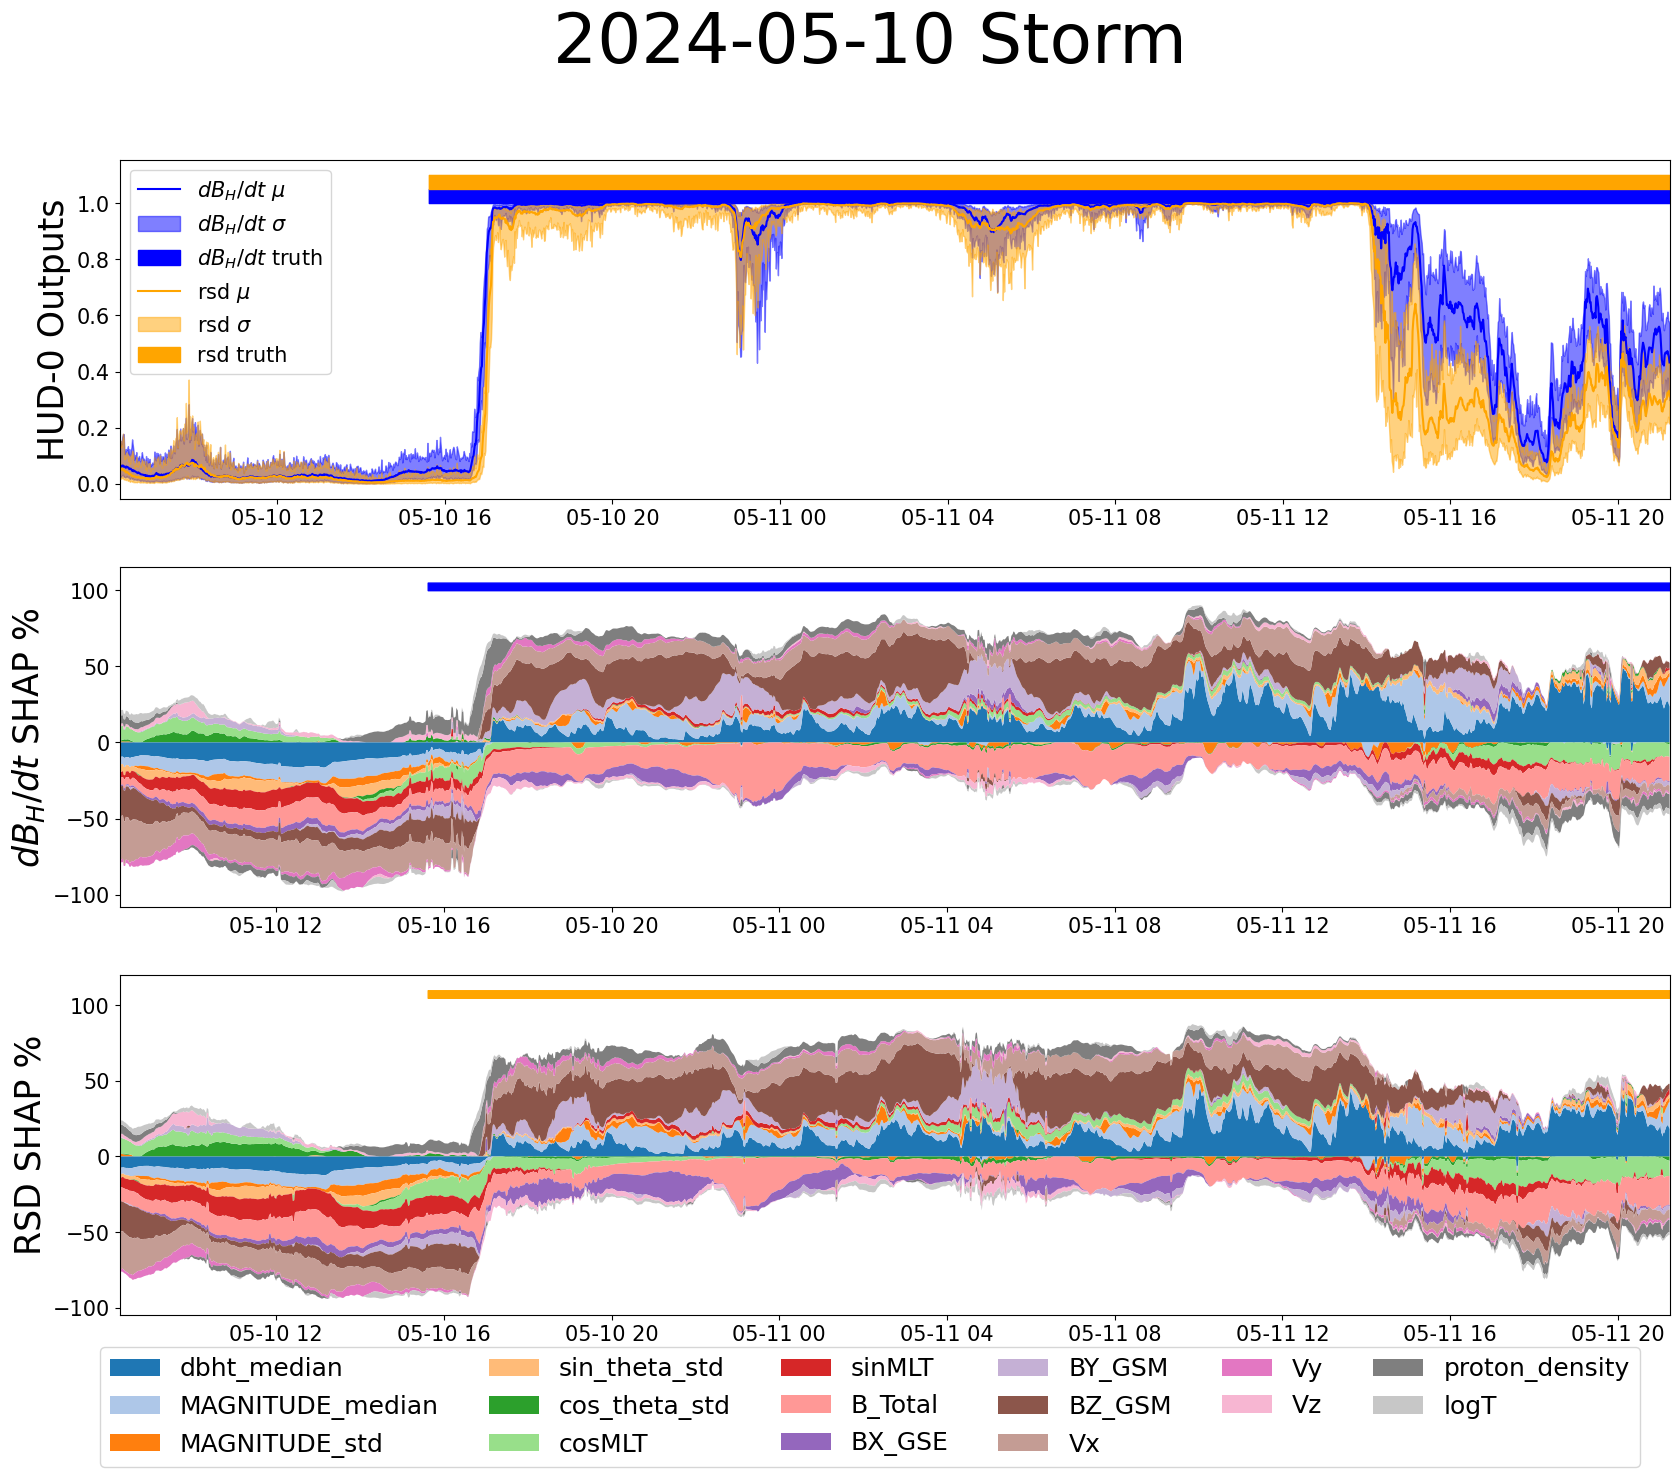 2024-05-10 Storm
HUD-0 Outputs
1.0
0.8
0.6
0.4
0.2
0.0
dB_H/dt μ
dB_H/dt σ
dB_H/dt truth
rsd μ
rsd σ
rsd truth
05-10 12 05-10 16 05-10 20 05-11 00 05-11 04 05-11 08 05-11 12 05-11 16 05-11 20
dB_H/dt SHAP %
100
50
0
−50
−100
05-10 12 05-10 16 05-10 20 05-11 00 05-11 04 05-11 08 05-11 12 05-11 16 05-11 20
RSD SHAP %
100
50
0
−50
−100
05-10 12 05-10 16 05-10 20 05-11 00 05-11 04 05-11 08 05-11 12 05-11 16 05-11 20
dbht_median sin_theta_std sinMLT BY_GSM Vy proton_density
MAGNITUDE_median cos_theta_std B_Total BZ_GSM Vz logT
MAGNITUDE_std cosMLT BX_GSE Vx